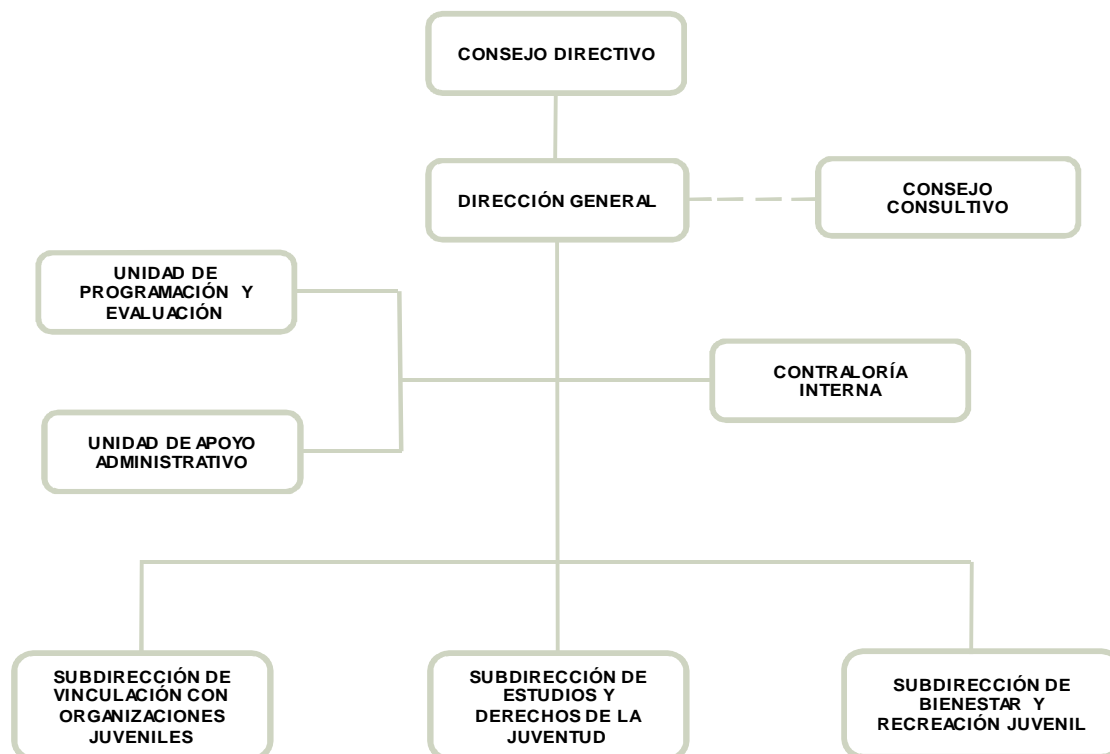 CONSEJO DIRECTIVO
DIRECCIÓN GENERAL
CONSEJO
CONSULTIVO
UNIDAD DE
PROGRAMACIÓN Y
EVALUACIÓN
CONTRALORÍA
INTERNA
UNIDAD DE APOYO
ADMINISTRATIVO
SUBDIRECCIÓN DE
VINCULACIÓN CON
ORGANIZACIONES
JUVENILES
SUBDIRECCIÓN DE
ESTUDIOS Y
DERECHOS DE LA
JUVENTUD
SUBDIRECCIÓN DE
BIENESTAR Y
RECREACIÓN JUVENIL